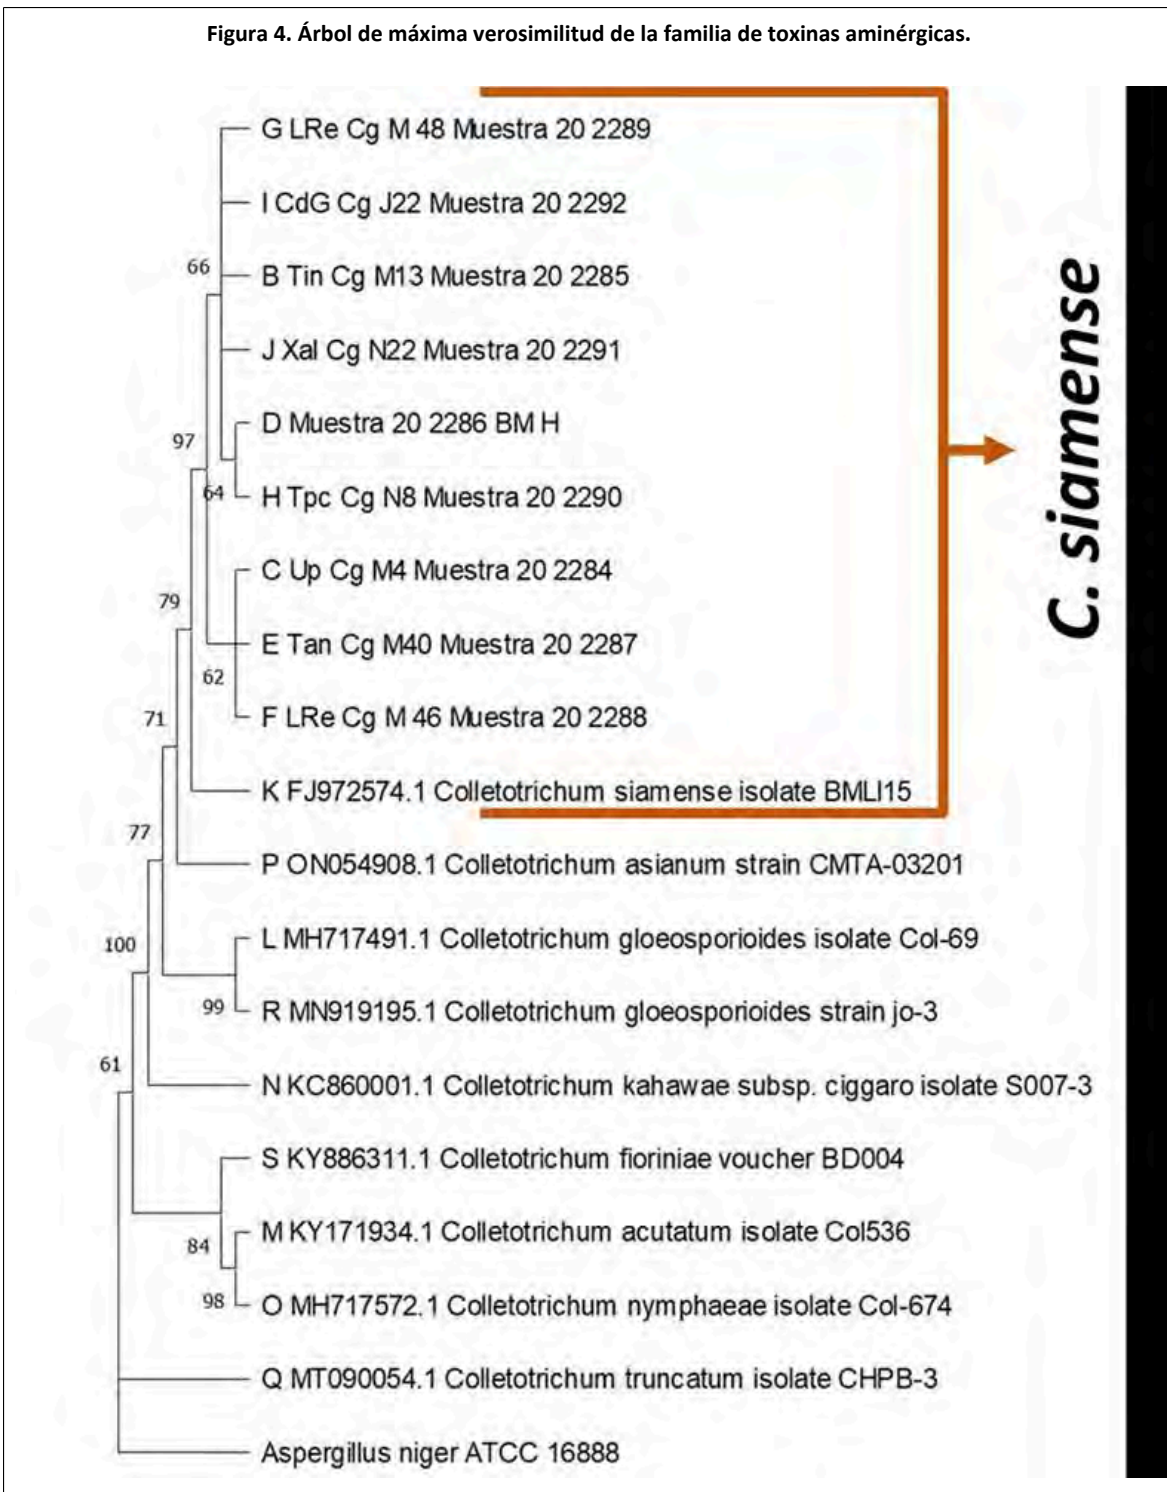 Figura 4. Árbol de máxima verosimilitud de la familia de toxinas aminérgicas.
G LRe Cg M 48 Muestra 20 2289
I CdG Cg J22 Muestra 20 2292
66
B Tin Cg M13 Muestra 20 2285
J Xal Cg N22 Muestra 20 2291
D Muestra 20 2286 BM H
97
64
H Tpc Cg N8 Muestra 20 2290
C Up Cg M4 Muestra 20 2284
79
E Tan Cg M40 Muestra 20 2287
62
F LRe Cg M 46 Muestra 20 2288
71
K FJ972574.1 Colletotrichum siamense isolate BMLI15
C. siamense
77
P ON054908.1 Colletotrichum asianum strain CMTA-03201
100
L MH717491.1 Colletotrichum gloeosporioides isolate Col-69
99
R MN919195.1 Colletotrichum gloeosporioides strain jo-3
61
N KC860001.1 Colletotrichum kahawae subsp. ciggaro isolate S007-3
S KY886311.1 Colletotrichum fioriniae voucher BD004
84
M KY171934.1 Colletotrichum acutatum isolate Col536
98
O MH717572.1 Colletotrichum nymphaeae isolate Col-674
Q MT090054.1 Colletotrichum truncatum isolate CHPB-3
Aspergillus niger ATCC 16888